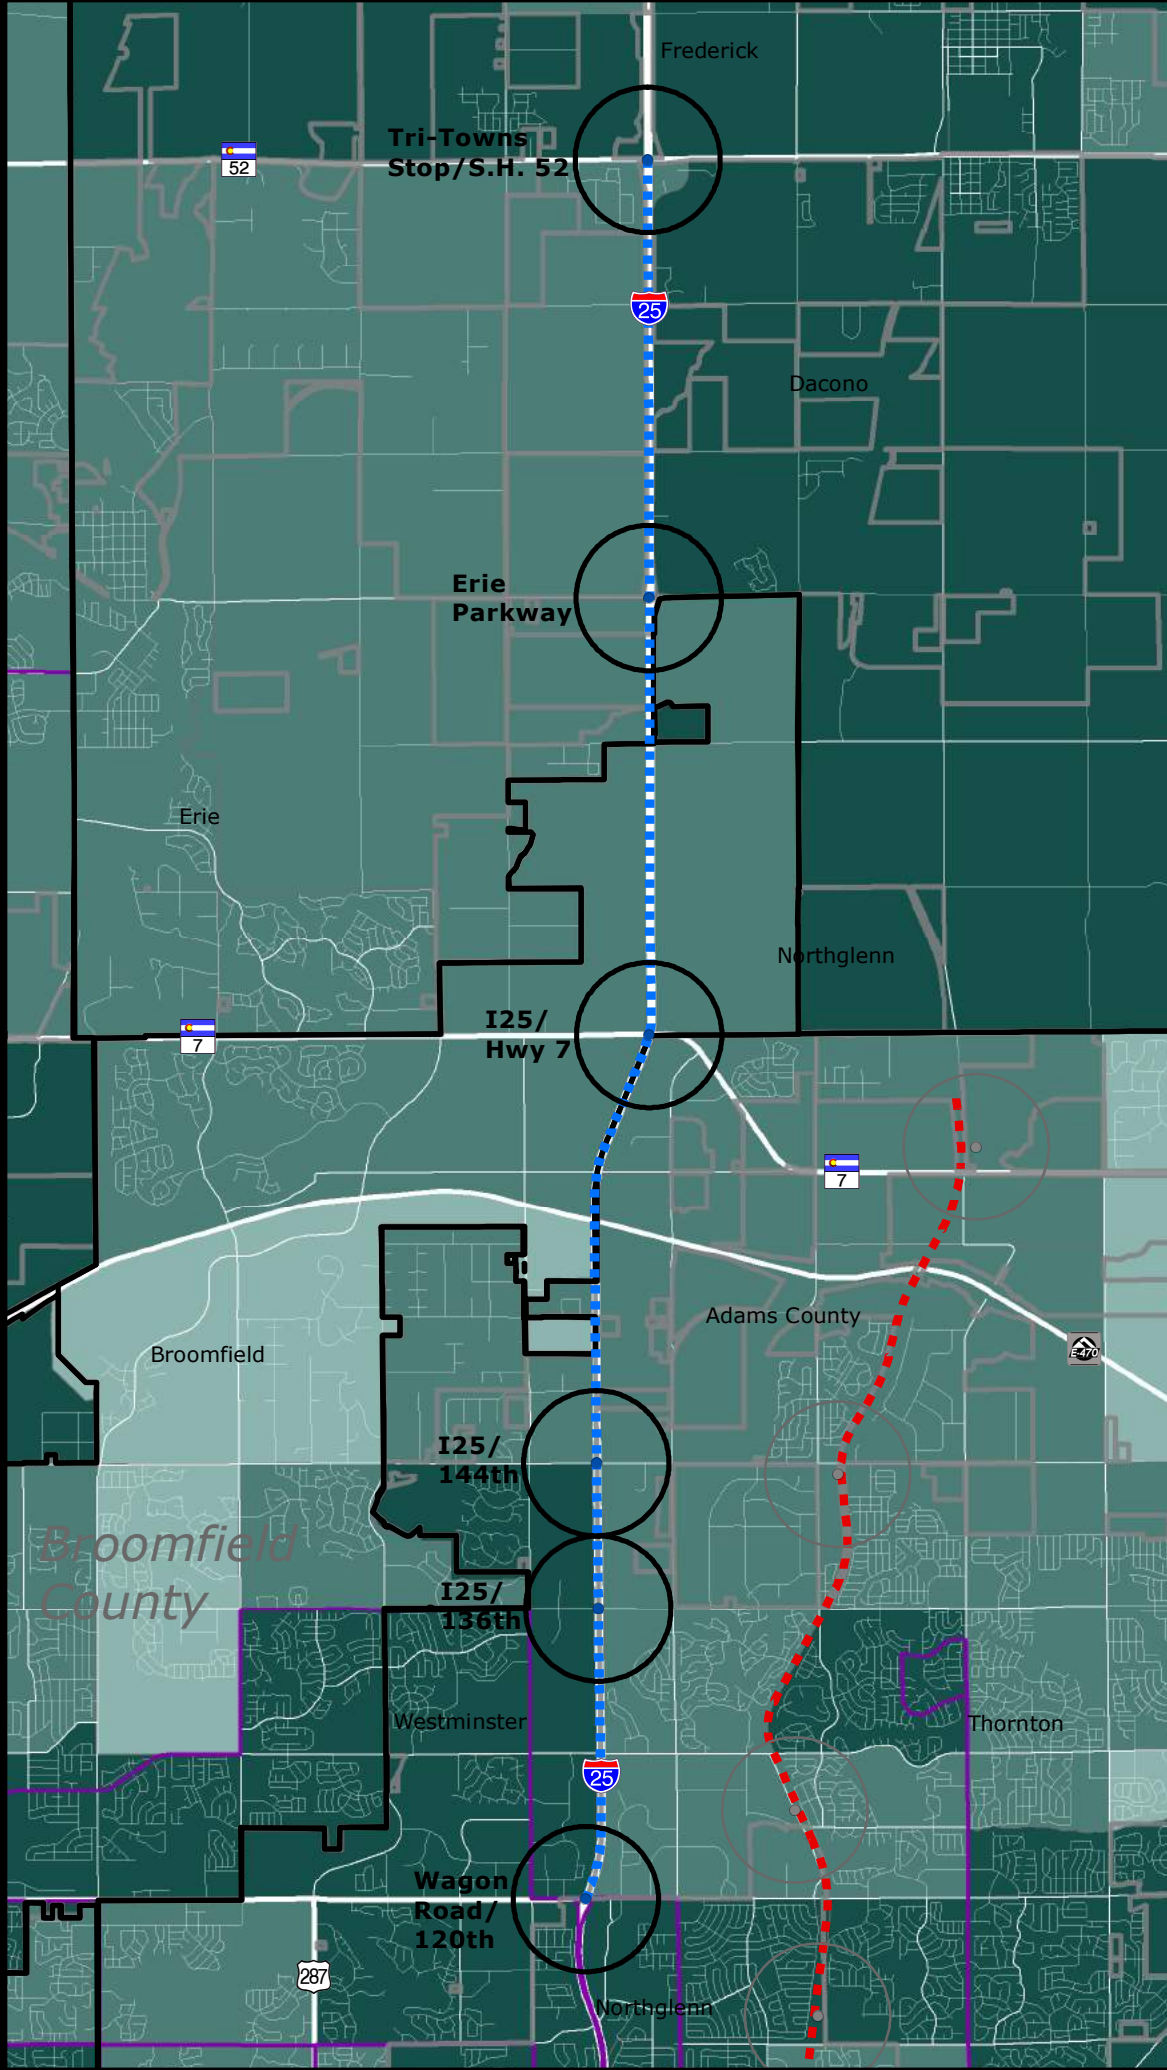 Frederick
Tri-Towns
Stop/S.H. 52
52
25
Dacono
Erie
Parkway
Erie
Northglenn
I25/
Hwy 7
7
7
Adams County
E-470
Broomfield
I25/
144th
Broomfield
County
I25/
136th
Westminster
Thornton
25
Wagon
Road/
120th
287
Northglenn